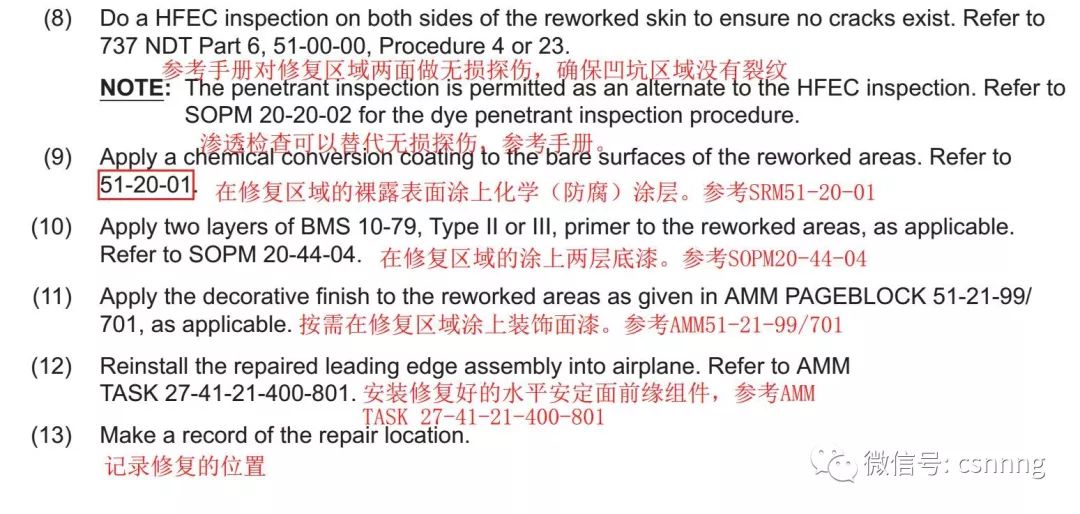 (8) Do a HFEC inspection on both sides of the reworked skin to ensure no cracks exist. Refer to
737 NDT Part 6, 51-00-00, Procedure 4 or 23.
参考手册对修复区域两面做无损探伤，确保凹坑区域没有裂纹
NOTE: The penetrant inspection is permitted as an alternate to the HFEC inspection. Refer to
SOPM 20-20-02 for the dye penetrant inspection procedure.
渗透检查可以替代无损探伤，参考手册。
(9) Apply a chemical conversion coating to the bare surfaces of the reworked areas. Refer to
51-20-01. 在修复区域的裸露表面涂上化学（防腐）涂层。参考SRM51-20-01
(10) Apply two layers of BMS 10-79, Type II or III, primer to the reworked areas, as applicable.
Refer to SOPM 20-44-04. 在修复区域的涂上两层底漆。参考SOPM20-44-04
(11) Apply the decorative finish to the reworked areas as given in AMM PAGEBLOCK 51-21-99/
701, as applicable. 按需在修复区域涂上装饰面漆。参考AMM51-21-99/701
(12) Reinstall the repaired leading edge assembly into airplane. Refer to AMM
TASK 27-41-21-400-801. 安装修复好的水平安定面前缘组件，参考AMM
TASK 27-41-21-400-801
(13) Make a record of the repair location.
记录修复的位置
微信号: csnnng